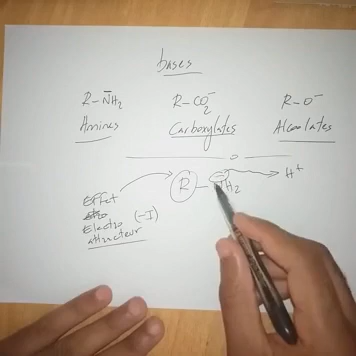 bases
R-N̄H₂ R-CO₂⁻ R-O⁻
Amines Carboxylates Alcoolates
R-NH₂ H⁺
Effet
Electro (-I)
attracteur